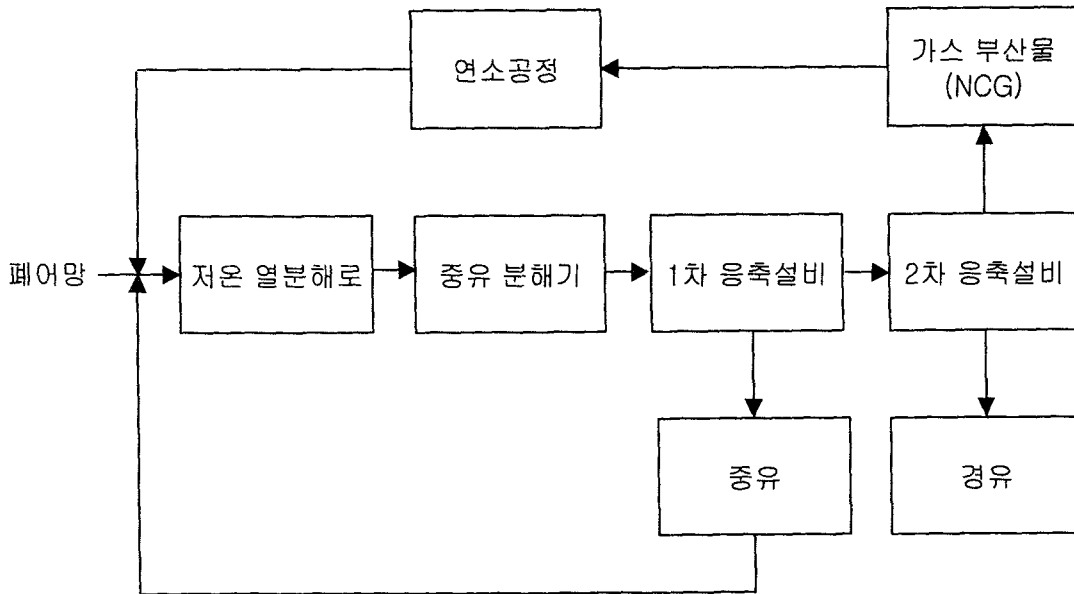 연소공정
가스 부산물
(NCG)
폐어망
저온 열분해로
중유 분해기
1차 응축설비
2차 응축설비
중유
경유